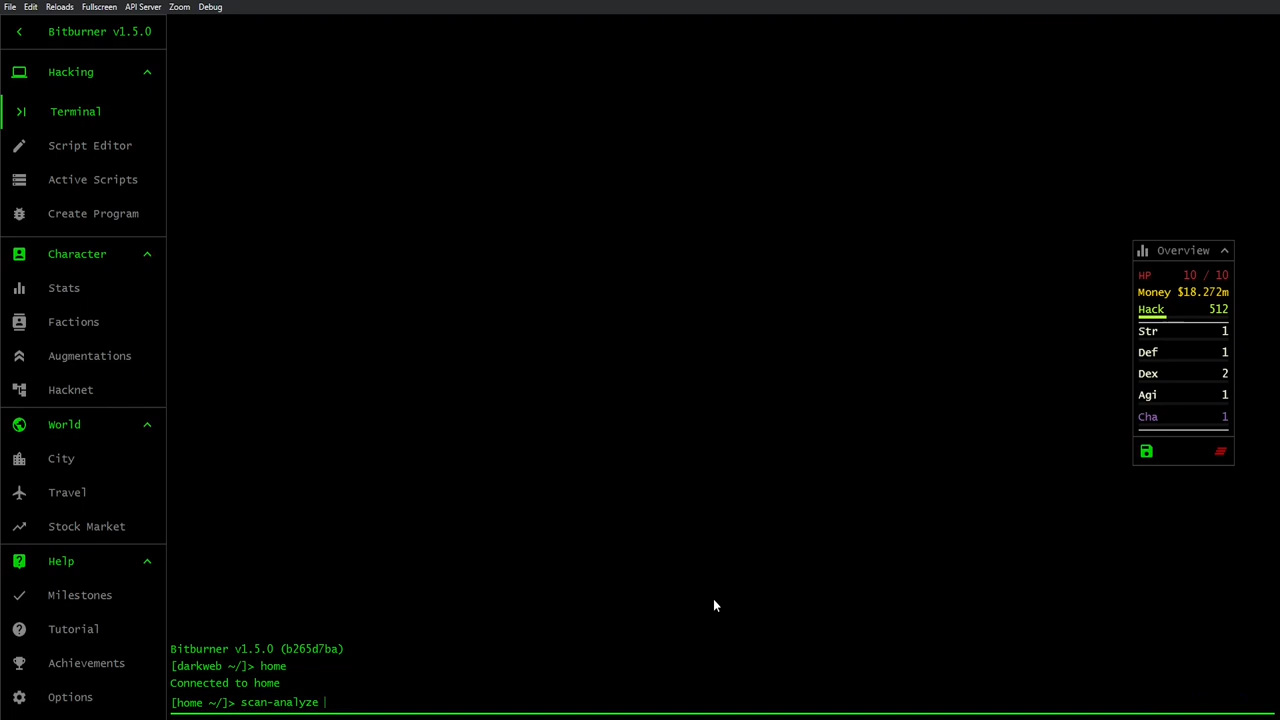 File Edit Reloads Fullscreen API Server Zoom Debug
Bitburner v1.5.0
Hacking
Terminal
Script Editor
Active Scripts
Create Program
Character
Stats
Factions
Augmentations
Hacknet
World
City
Travel
Stock Market
Help
Milestones
Tutorial
Achievements
Options
Overview
HP 10 / 10
Money $18.272m
Hack 512
Str 1
Def 1
Dex 2
Agi 1
Cha 1
Bitburner v1.5.0 (b265d7ba)
[darkweb ~/]> home
Connected to home
[home ~/]> scan-analyze